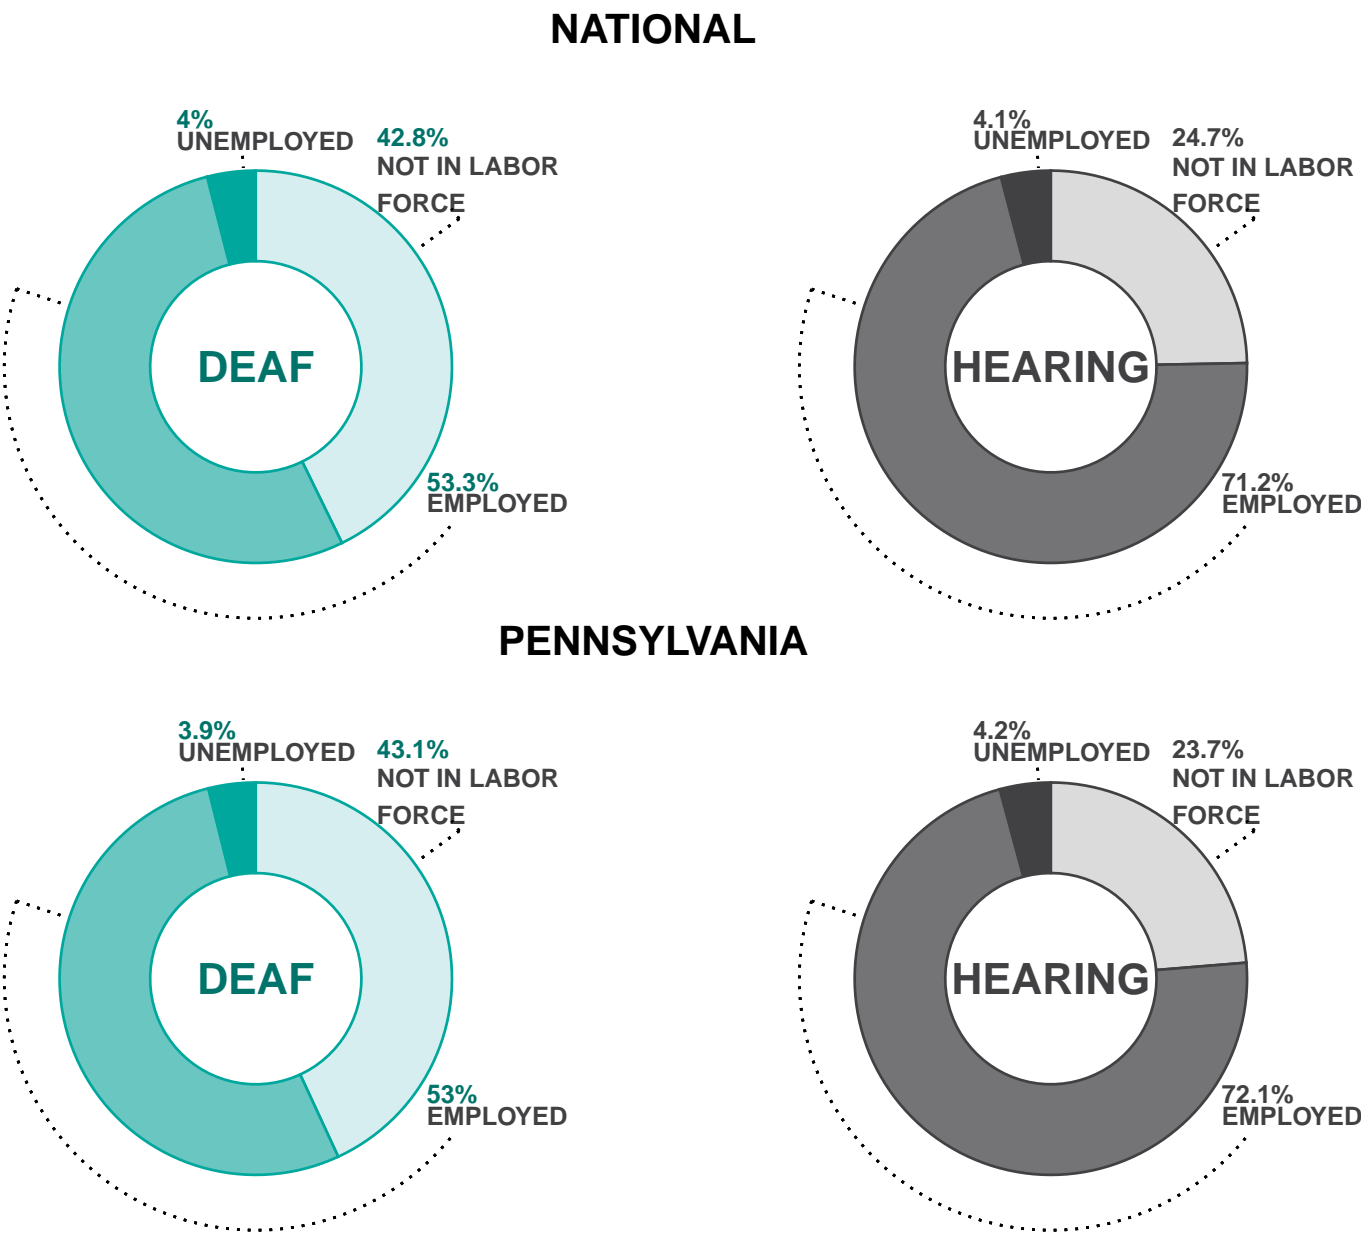 NATIONAL
4%
UNEMPLOYED
42.8%
NOT IN LABOR
FORCE
DEAF
53.3%
EMPLOYED
4.1%
UNEMPLOYED
24.7%
NOT IN LABOR
FORCE
HEARING
71.2%
EMPLOYED
PENNSYLVANIA
3.9%
UNEMPLOYED
43.1%
NOT IN LABOR
FORCE
DEAF
53%
EMPLOYED
4.2%
UNEMPLOYED
23.7%
NOT IN LABOR
FORCE
HEARING
72.1%
EMPLOYED